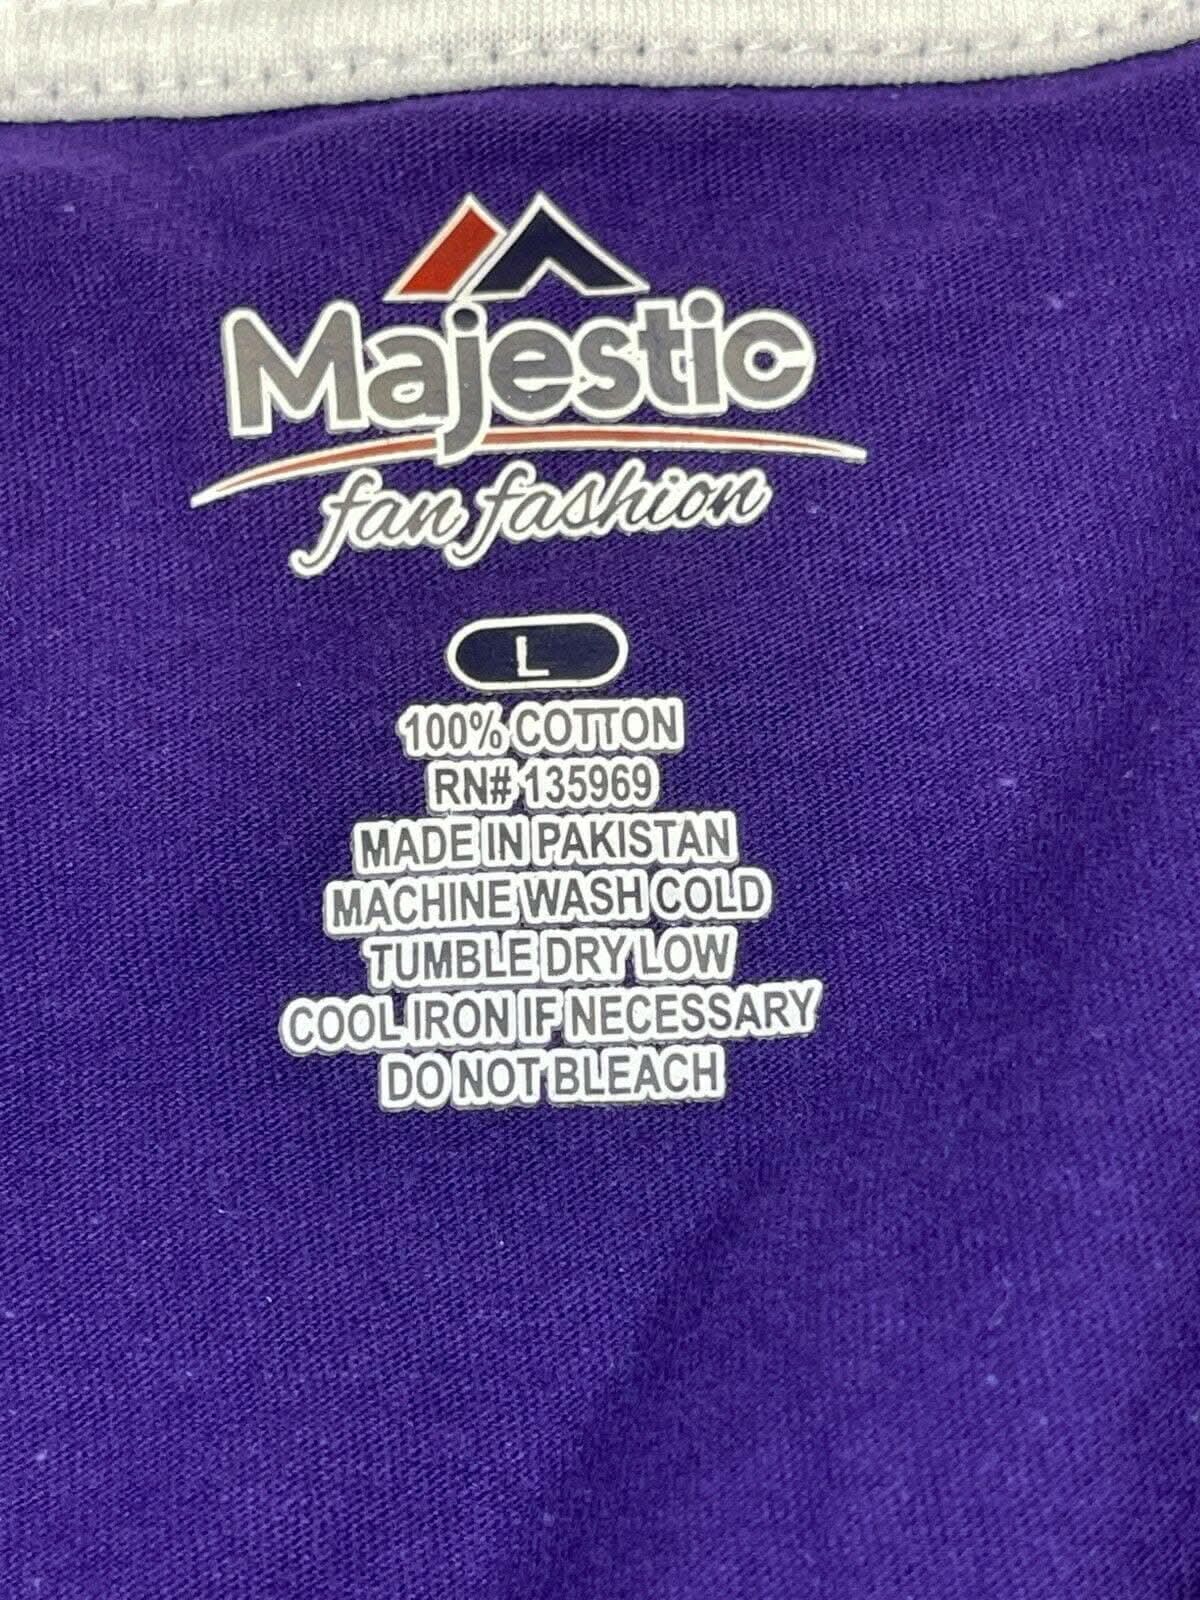 Majestic
fan fashion
L
100% COTTON
RN# 135969
MADE IN PAKISTAN
MACHINE WASH COLD
TUMBLE DRY LOW
COOL IRON IF NECESSARY
DO NOT BLEACH